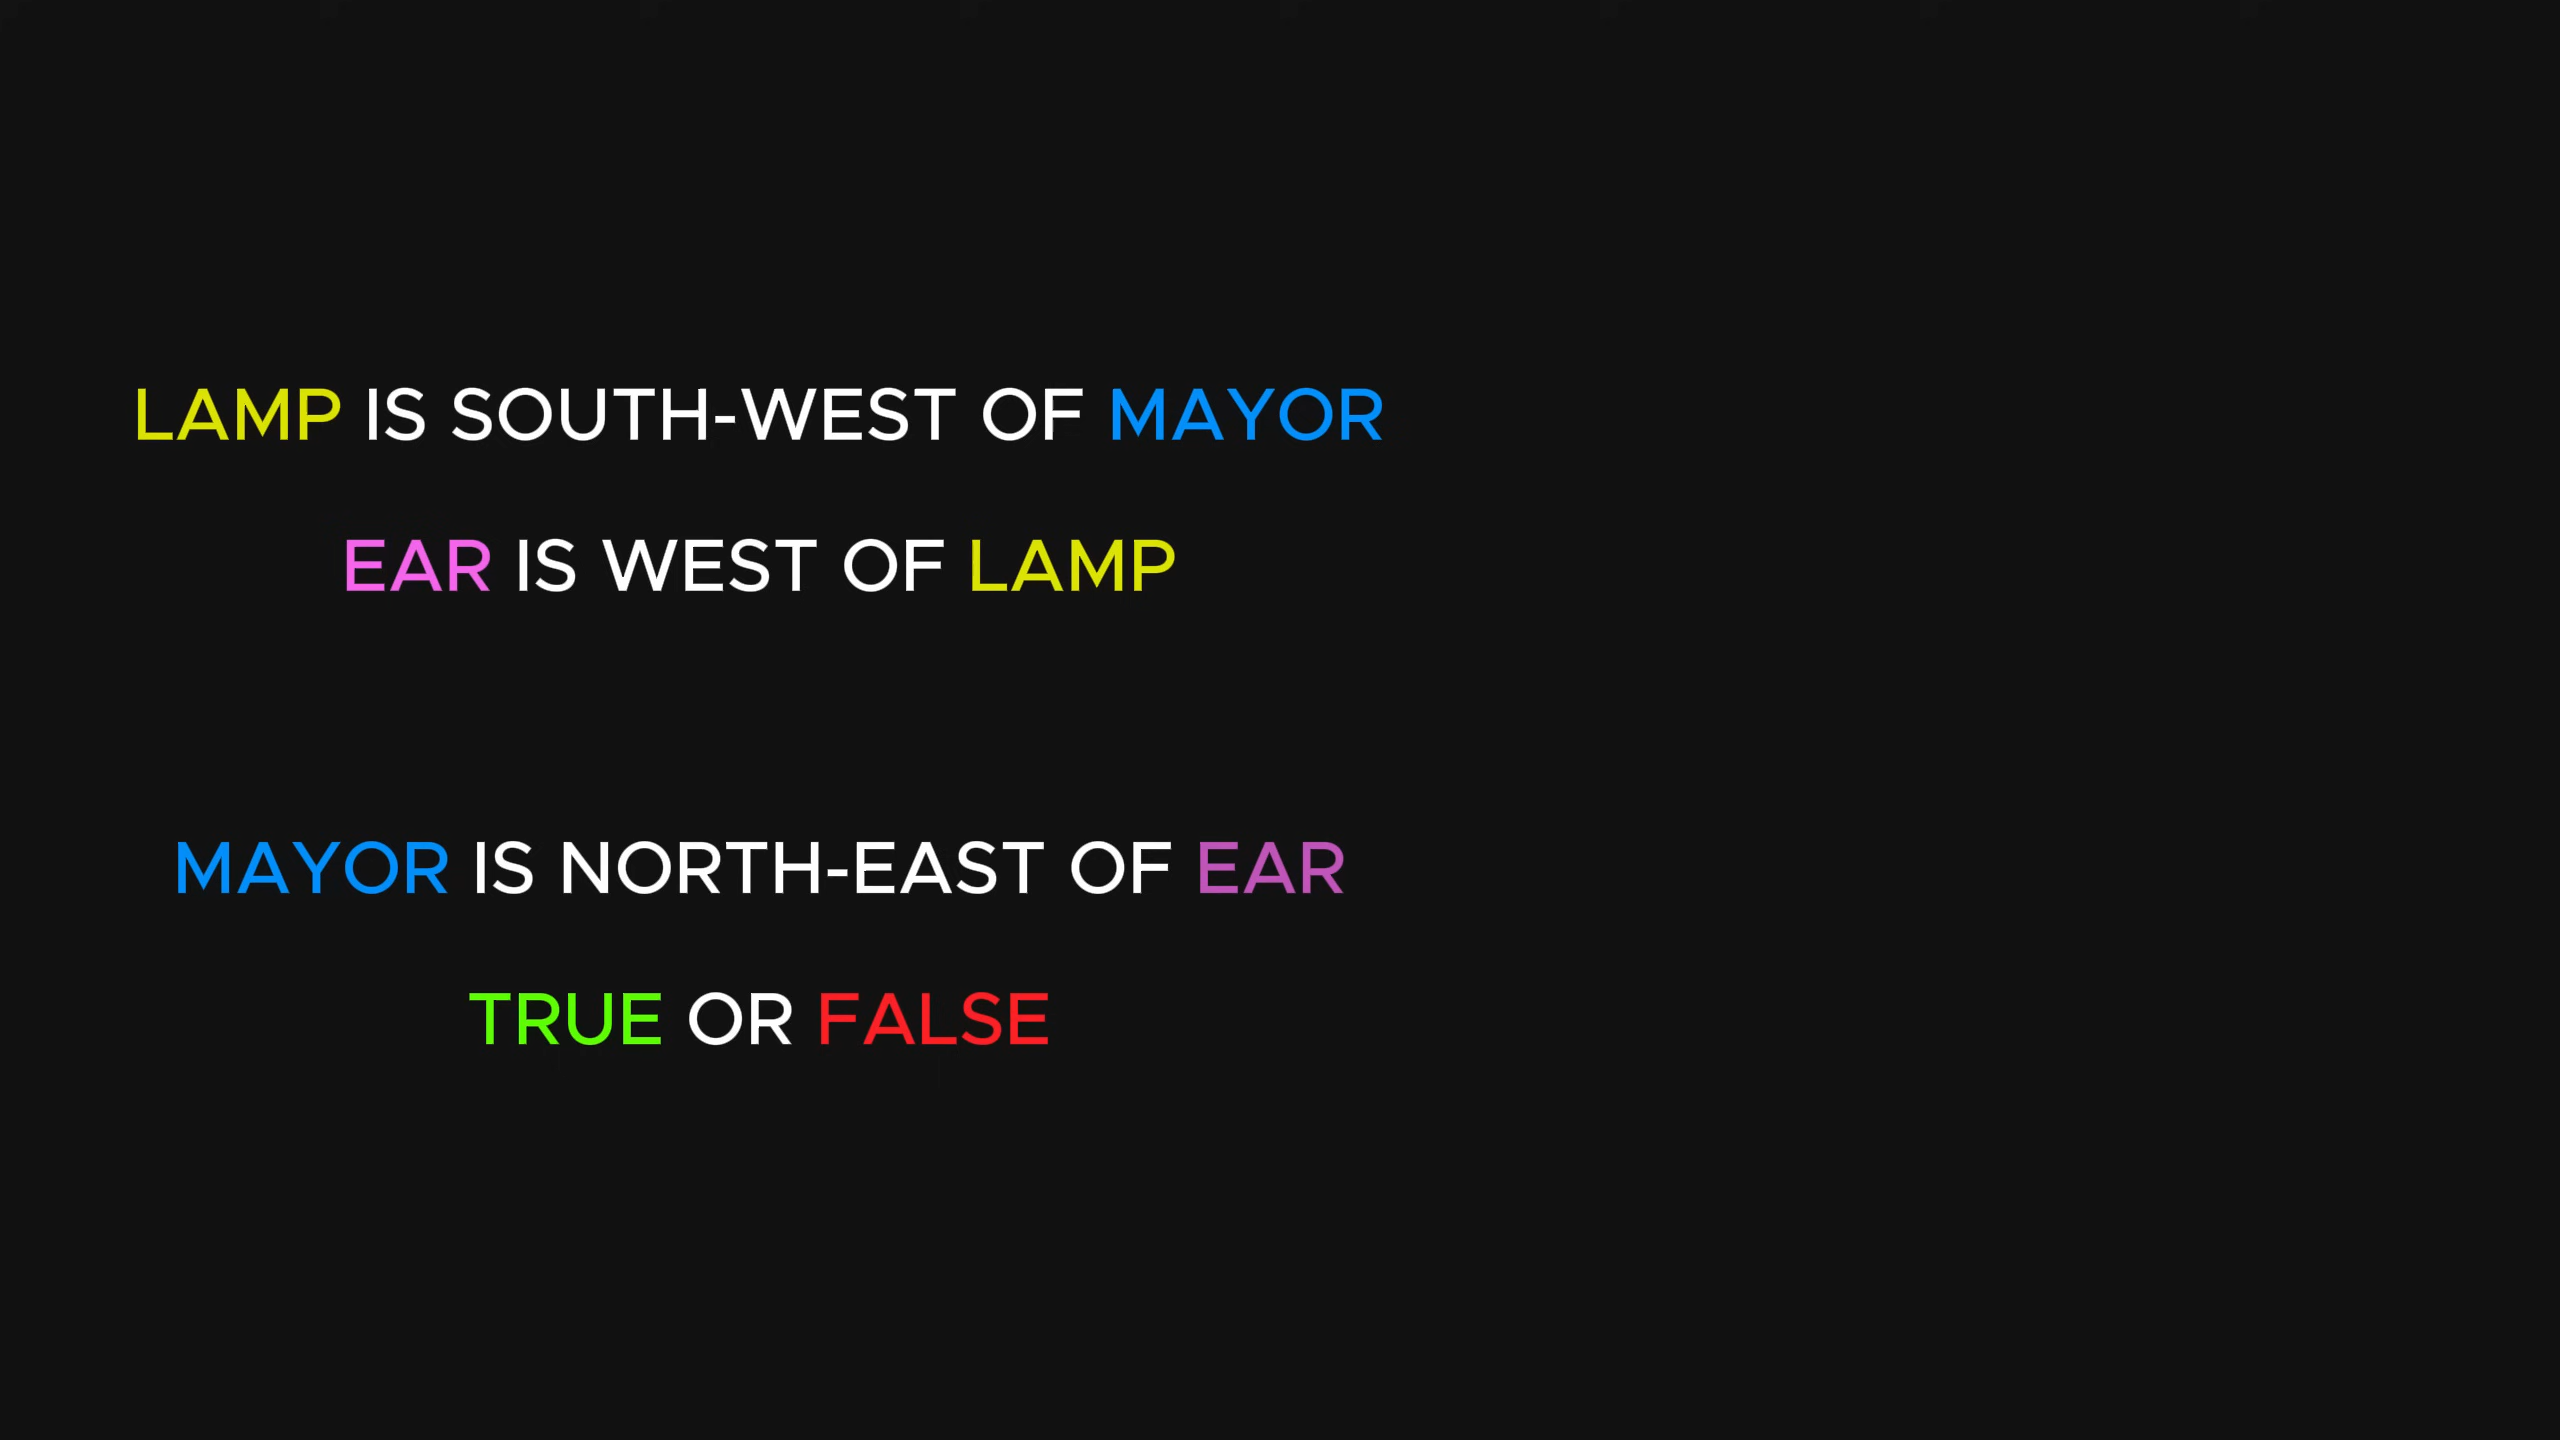 LAMP IS SOUTH-WEST OF MAYOR
EAR IS WEST OF LAMP
MAYOR IS NORTH-EAST OF EAR
TRUE OR FALSE